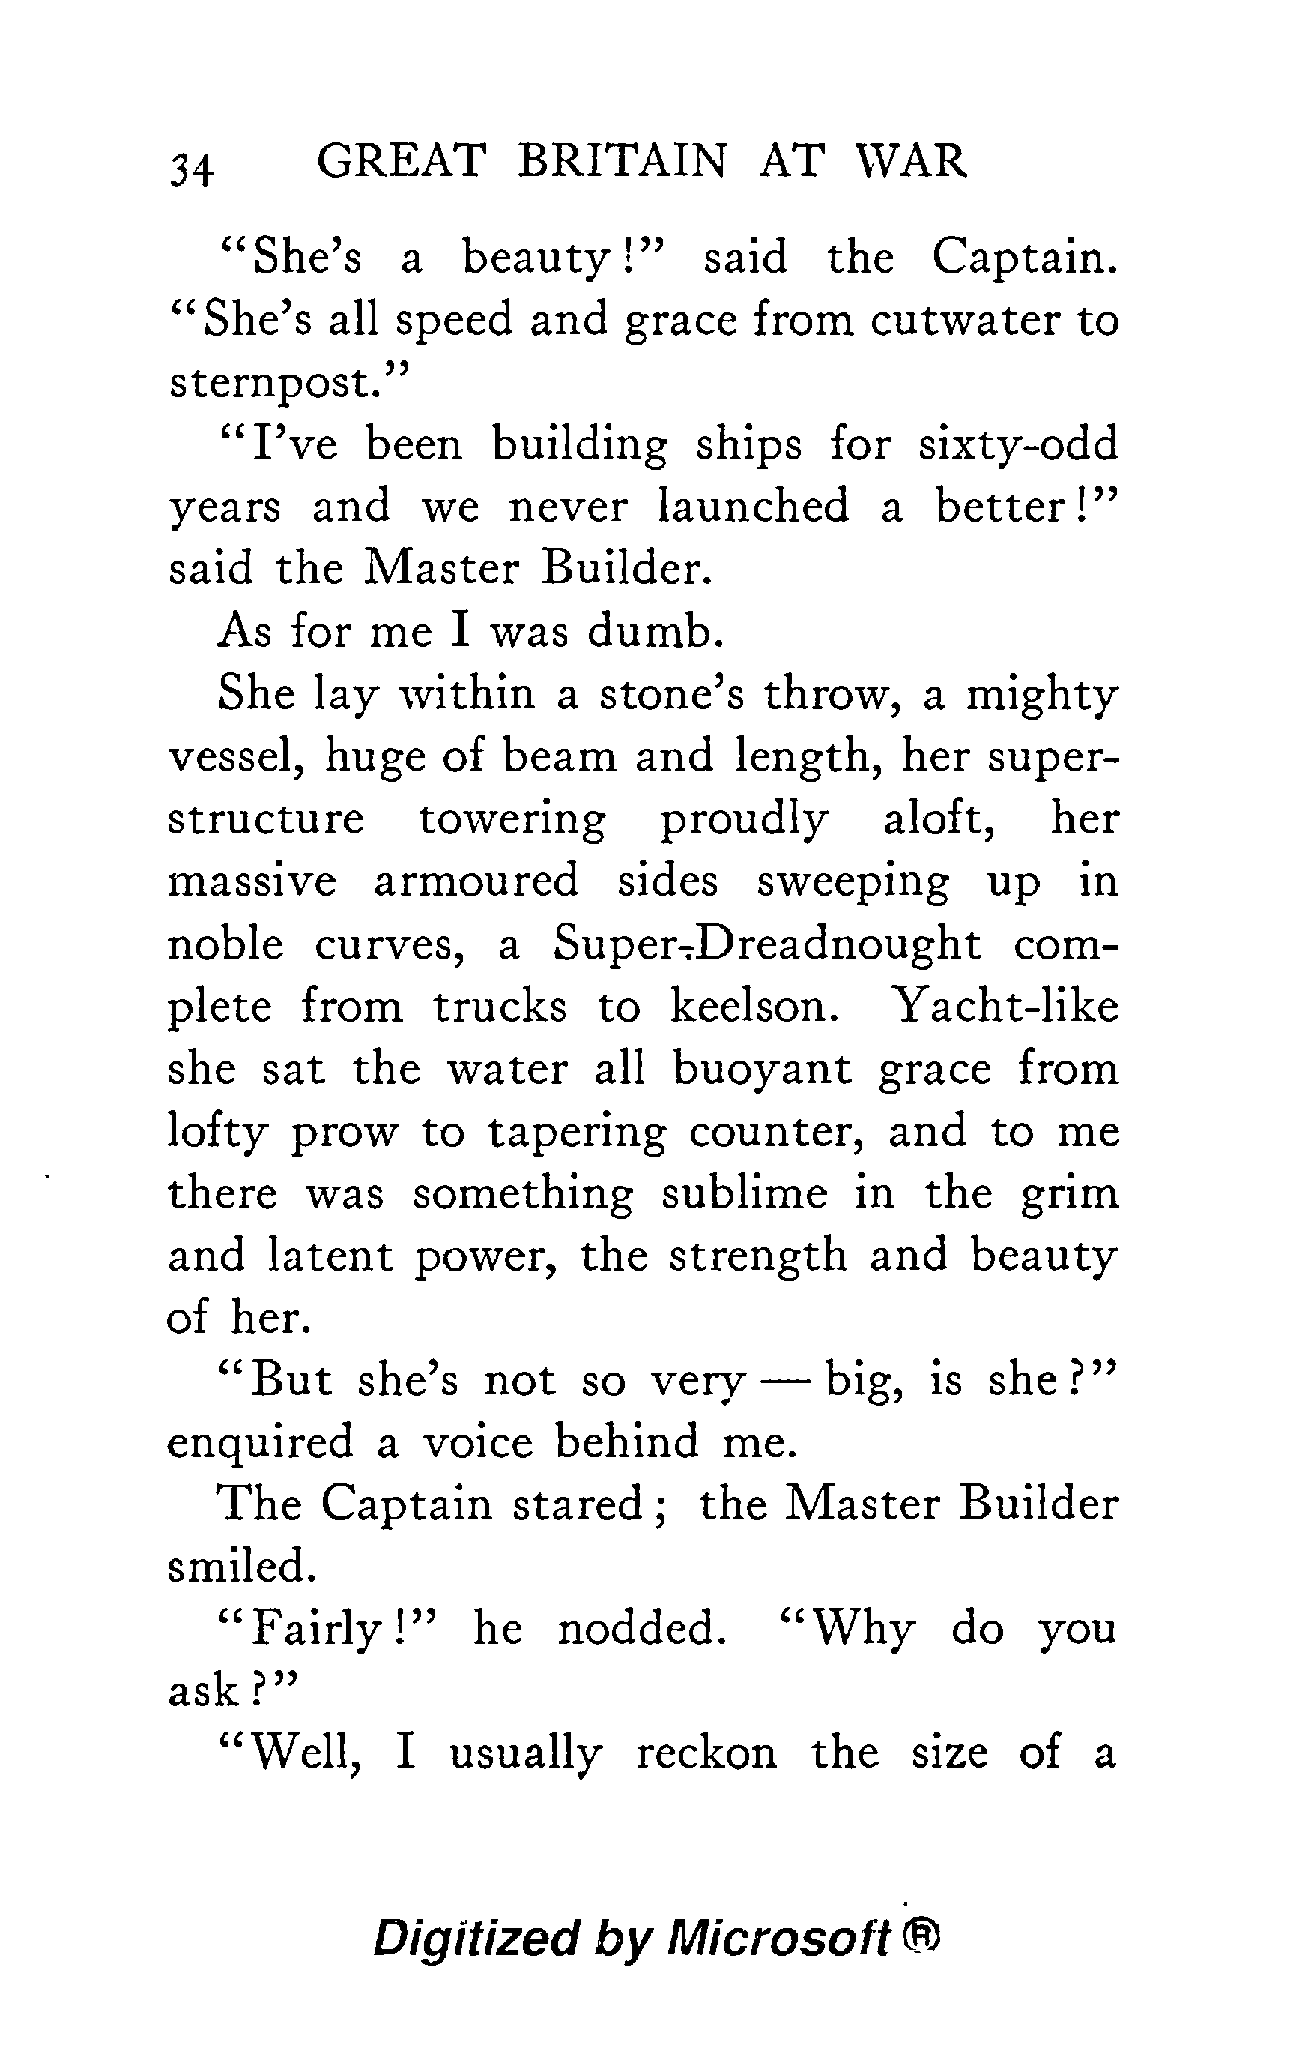 34 GREAT BRITAIN AT WAR
“She’s a beauty!” said the Captain.
“She’s all speed and grace from cutwater to
sternpost.”
“I’ve been building ships for sixty-odd
years and we never launched a better!”
said the Master Builder.
As for me I was dumb.
She lay within a stone’s throw, a mighty
vessel, huge of beam and length, her super-
structure towering proudly aloft, her
massive armoured sides sweeping up in
noble curves, a Super-Dreadnought com-
plete from trucks to keelson. Yacht-like
she sat the water all buoyant grace from
lofty prow to tapering counter, and to me
there was something sublime in the grim
and latent power, the strength and beauty
of her.
“But she’s not so very — big, is she?”
enquired a voice behind me.
The Captain stared; the Master Builder
smiled.
“Fairly!” he nodded. “Why do you
ask?”
“Well, I usually reckon the size of a
Digitized by Microsoft®